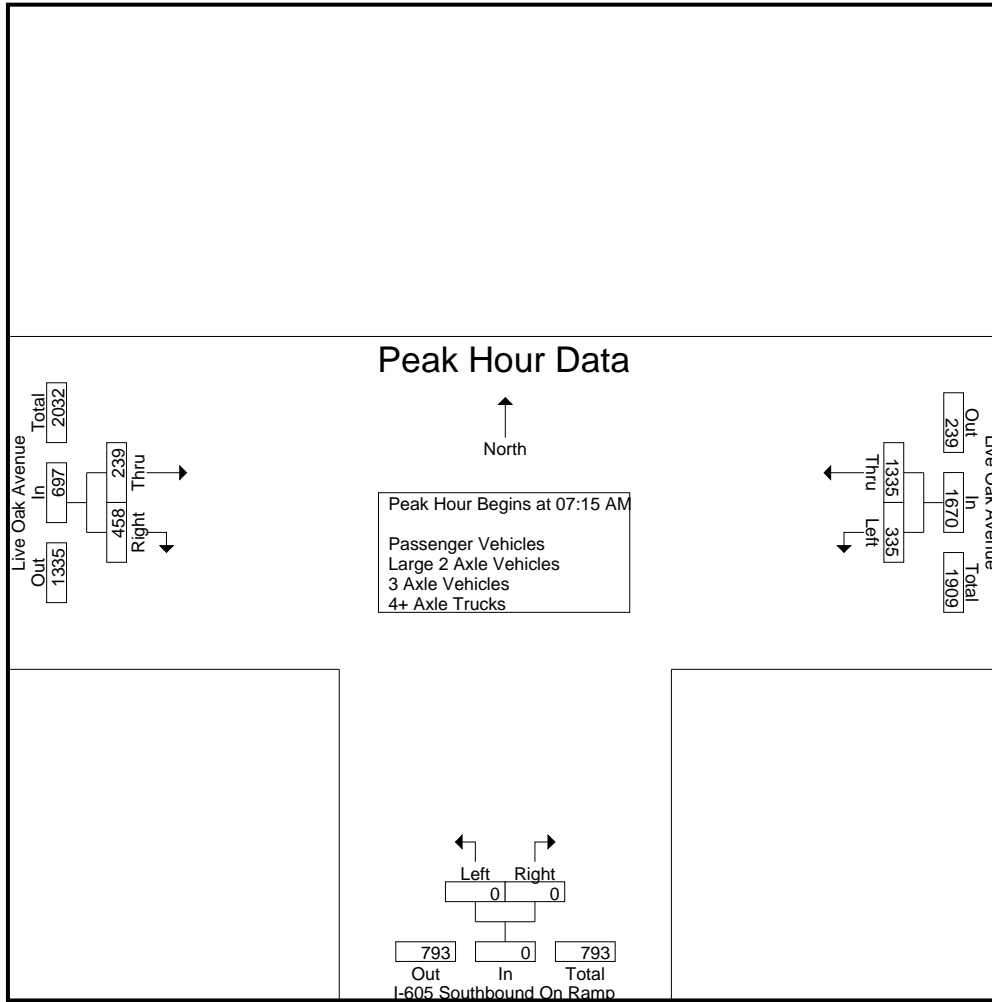 Peak Hour Data
North
Peak Hour Begins at 07:15 AM
Passenger Vehicles
Large 2 Axle Vehicles
3 Axle Vehicles
4+ Axle Trucks
Live Oak Avenue
Out In Total
1335 697 2032
Right Thru
458 239
Live Oak Avenue
Out In Total
239 1670 1909
Thru Left
1335 335
Left Right
0 0
793 0 793
Out In Total
I-605 Southbound On Ramp